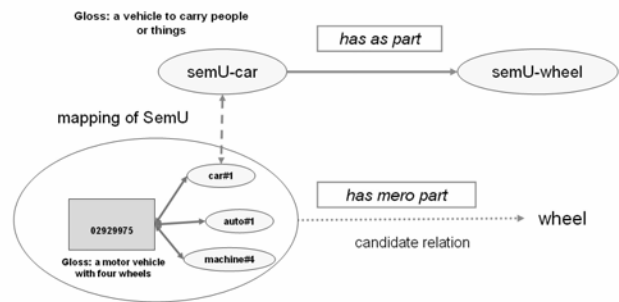 Gloss: a vehicle to carry people
or things
has as part
semU-car
semU-wheel
mapping of SemU
car#1
has mero part
02929975
auto#1
wheel
candidate relation
machine#4
Gloss: a motor vehicle
with four wheels